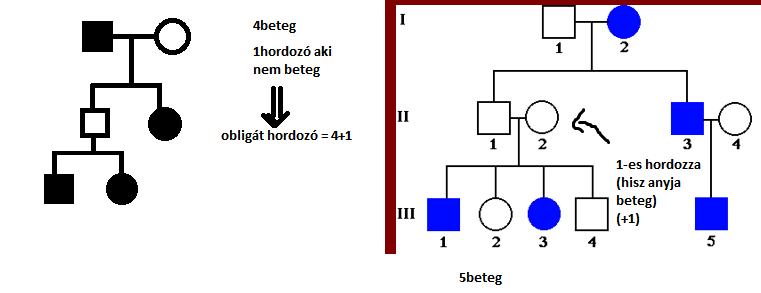 4beteg
1hordozó aki
nem beteg
obligát hordozó = 4+1
I
1
2
II
1
2
3
4
1-es hordozza
(hisz anyja
beteg)
(+1)
III
1
2
3
4
5
5beteg